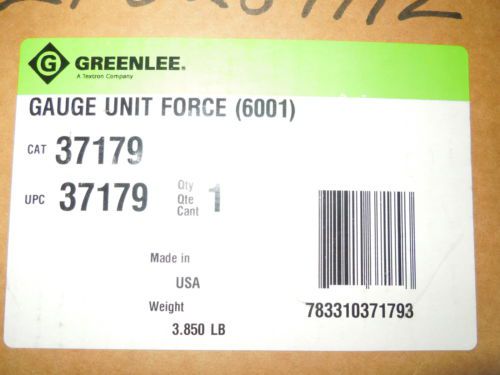 GREENLEE.
A Textron Company
GAUGE UNIT FORCE (6001)
CAT 37179
UPC 37179
Qty
Qte
Cant
1
Made in
USA
Weight
3.850 LB
783310371793